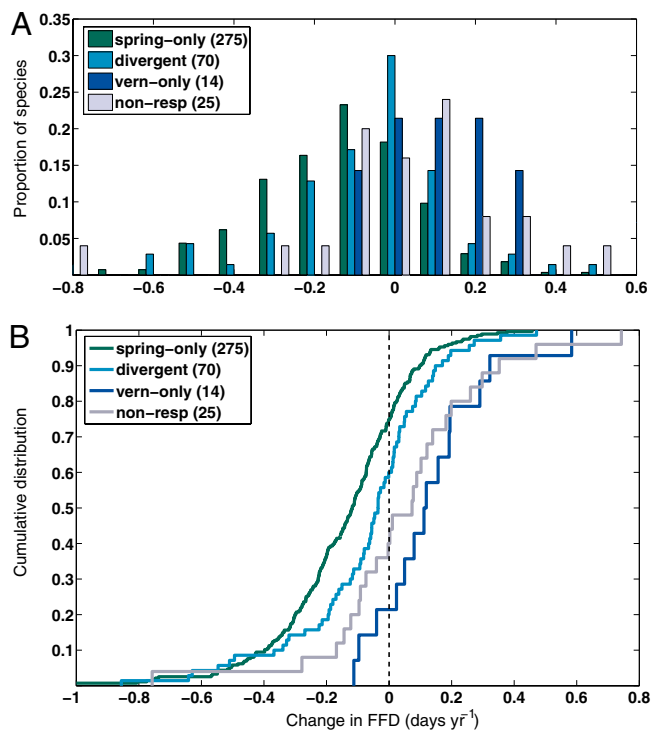 A
0.35
0.3
0.25
0.2
0.15
0.1
0.05
Proportion of species
spring-only (275)
divergent (70)
vern-only (14)
non-resp (25)
−0.8 −0.6 −0.4 −0.2 0 0.2 0.4 0.6
B
1
0.9
0.8
0.7
0.6
0.5
0.4
0.3
0.2
0.1
Cumulative distribution
spring-only (275)
divergent (70)
vern-only (14)
non-resp (25)
−1 −0.8 −0.6 −0.4 −0.2 0 0.2 0.4 0.6 0.8
Change in FFD (days yr⁻¹)